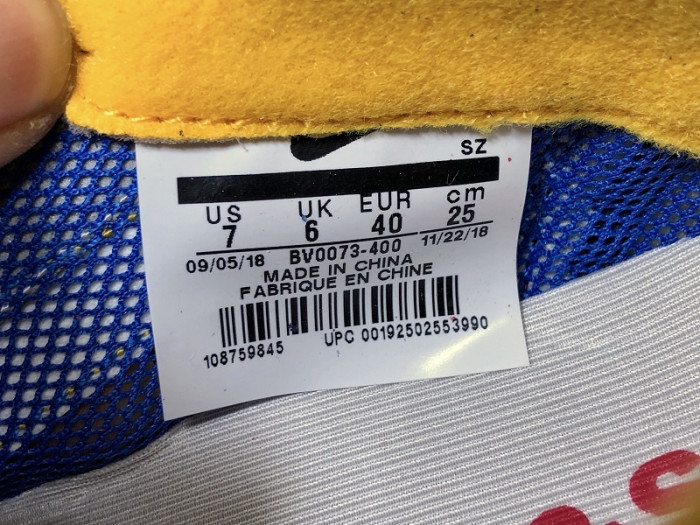 SZ
US UK EUR cm
7 6 40 25
09/05/18 BV0073-400 11/22/18
MADE IN CHINA
FABRIQUE EN CHINE
108759845 UPC 00192502553990
S